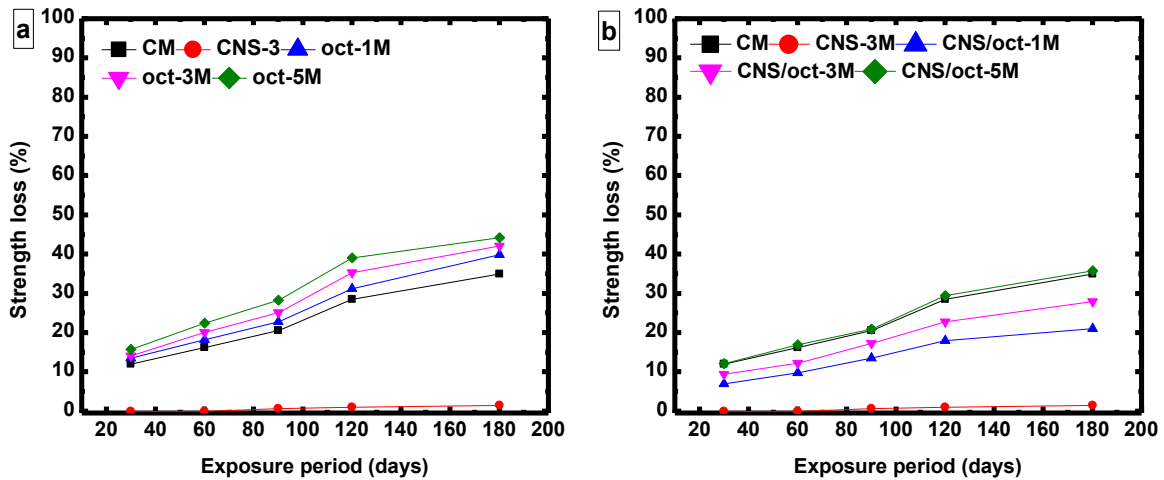 a
CM CNS-3 oct-1M
oct-3M oct-5M
Strength loss (%)
100
90
80
70
60
50
40
30
20
10
0
20 40 60 80 100 120 140 160 180 200
Exposure period (days)
b
CM CNS-3M CNS/oct-1M
CNS/oct-3M CNS/oct-5M
Strength loss (%)
100
90
80
70
60
50
40
30
20
10
0
20 40 60 80 100 120 140 160 180 200
Exposure period (days)